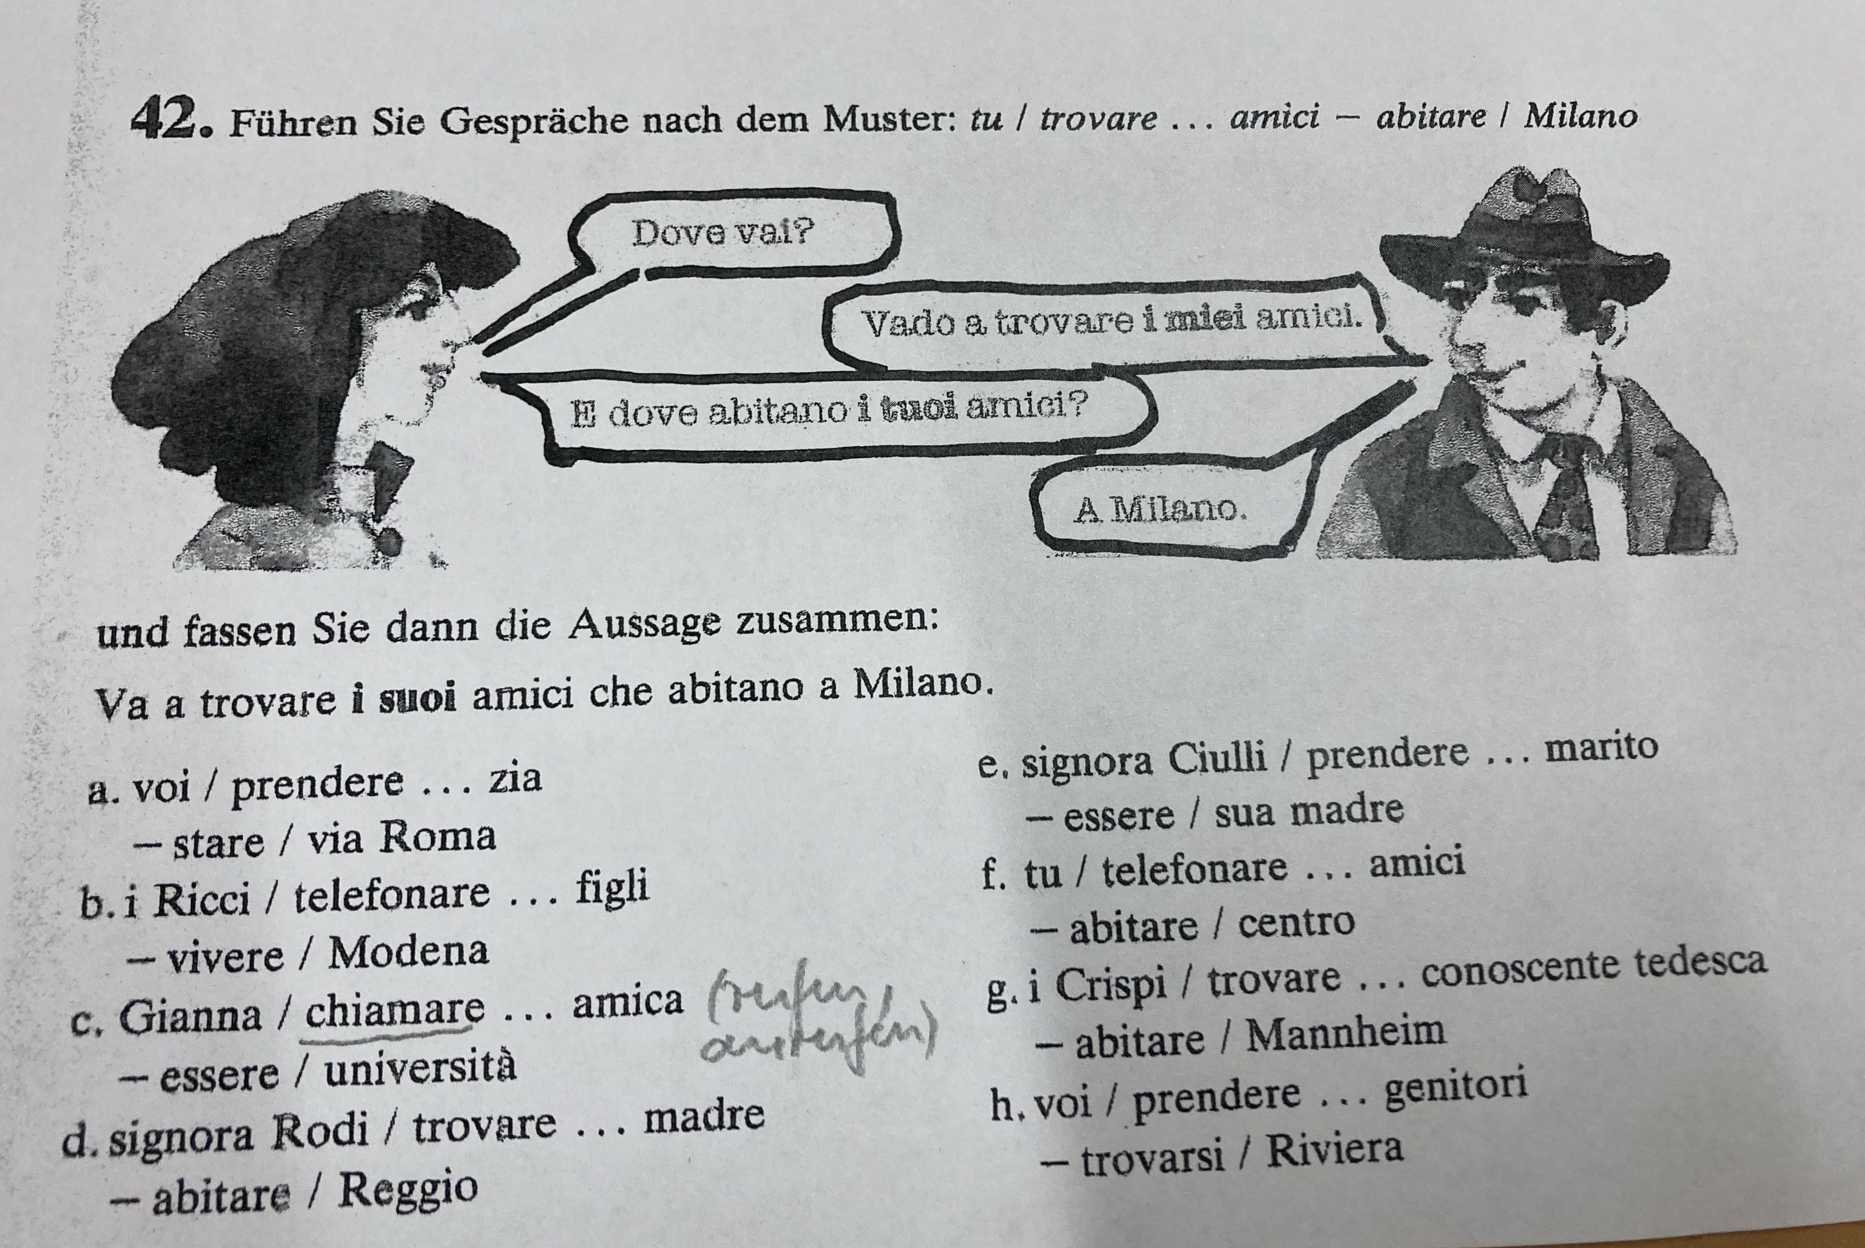 42. Führen Sie Gespräche nach dem Muster: tu / trovare ... amici – abitare / Milano
Dove vai?
Vado a trovare i miei amici.
E dove abitano i tuoi amici?
A Milano.
und fassen Sie dann die Aussage zusammen:
Va a trovare i suoi amici che abitano a Milano.
a. voi / prendere ... zia
– stare / via Roma
b. i Ricci / telefonare ... figli
– vivere / Modena
c. Gianna / chiamare ... amica (rufen,
anrufen)
– essere / università
d. signora Rodi / trovare ... madre
– abitare / Reggio
e. signora Ciulli / prendere ... marito
– essere / sua madre
f. tu / telefonare ... amici
– abitare / centro
g. i Crispi / trovare ... conoscente tedesca
– abitare / Mannheim
h. voi / prendere ... genitori
– trovarsi / Riviera